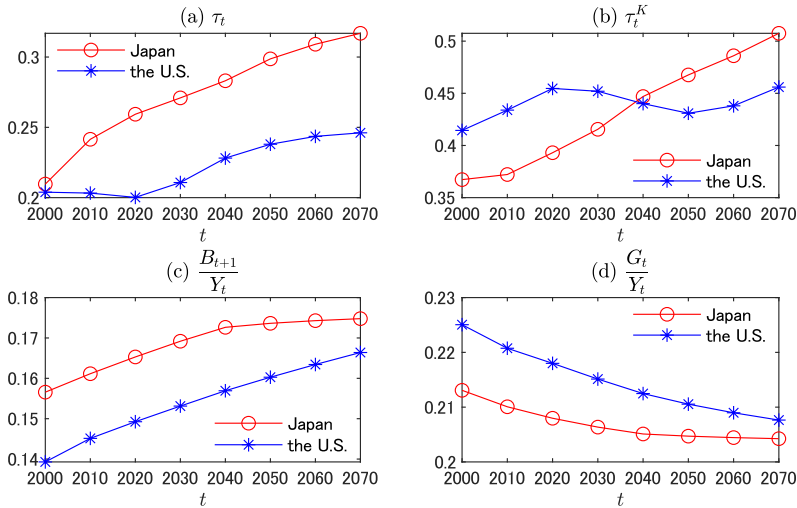 (a) τ_t
0.3
0.25
0.2
Japan
the U.S.
2000 2010 2020 2030 2040 2050 2060 2070
t
(b) τ_t^K
0.5
0.45
0.4
0.35
Japan
the U.S.
2000 2010 2020 2030 2040 2050 2060 2070
t
(c) B_{t+1}/Y_t
0.18
0.17
0.16
0.15
0.14
Japan
the U.S.
2000 2010 2020 2030 2040 2050 2060 2070
t
(d) G_t/Y_t
0.23
0.22
0.21
0.2
Japan
the U.S.
2000 2010 2020 2030 2040 2050 2060 2070
t